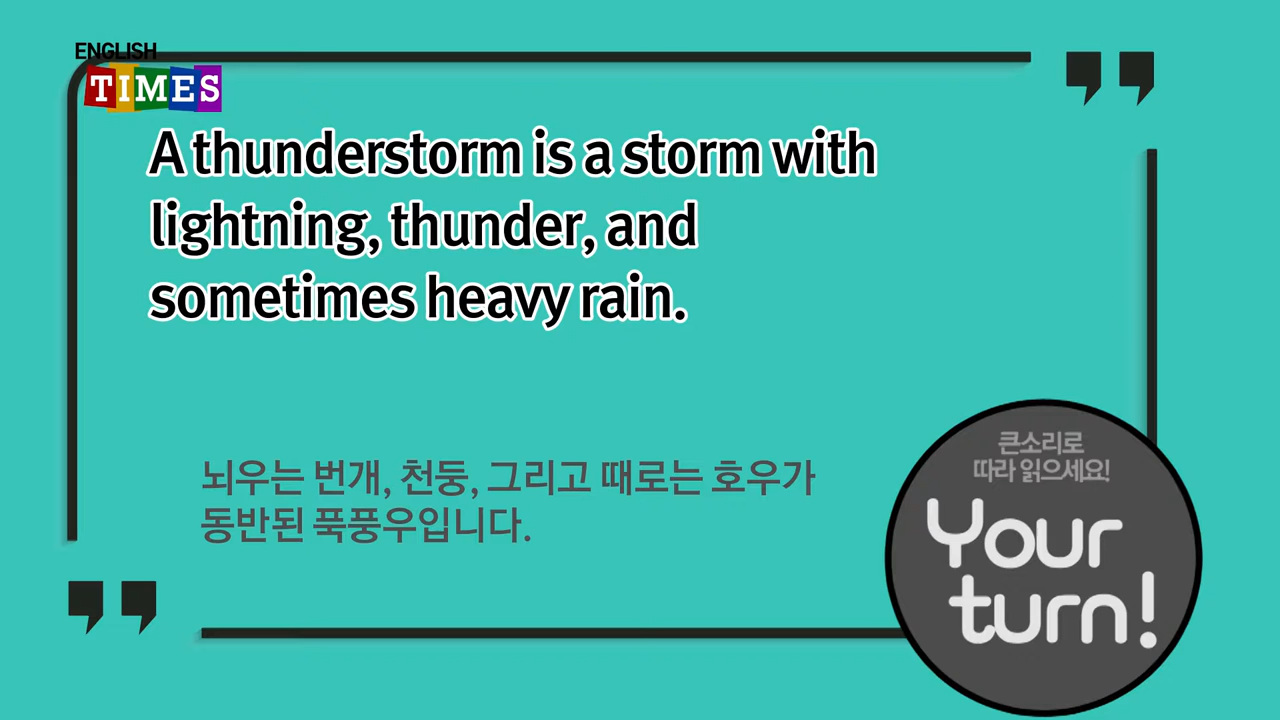 ENGLISH
TIMES
A thunderstorm is a storm with
lightning, thunder, and
sometimes heavy rain.
뇌우는 번개, 천둥, 그리고 때로는 호우가
동반된 푹풍우입니다.
큰소리로
따라 읽으세요!
Your
turn!